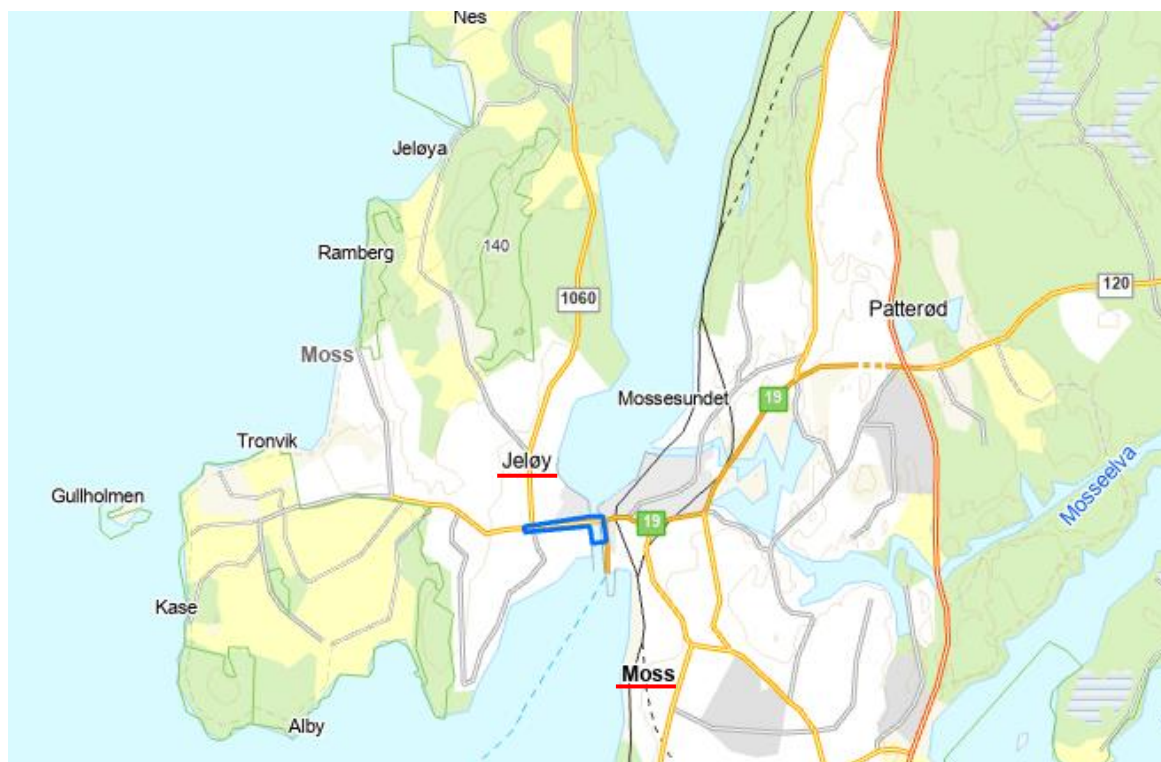 Nes
Jeløya
140
Ramberg
1060
120
Patterød
Moss
Mossesundet
19
Tronvik
Jeløy
Gullholmen
19
Mosseelva
Kase
Moss
Alby